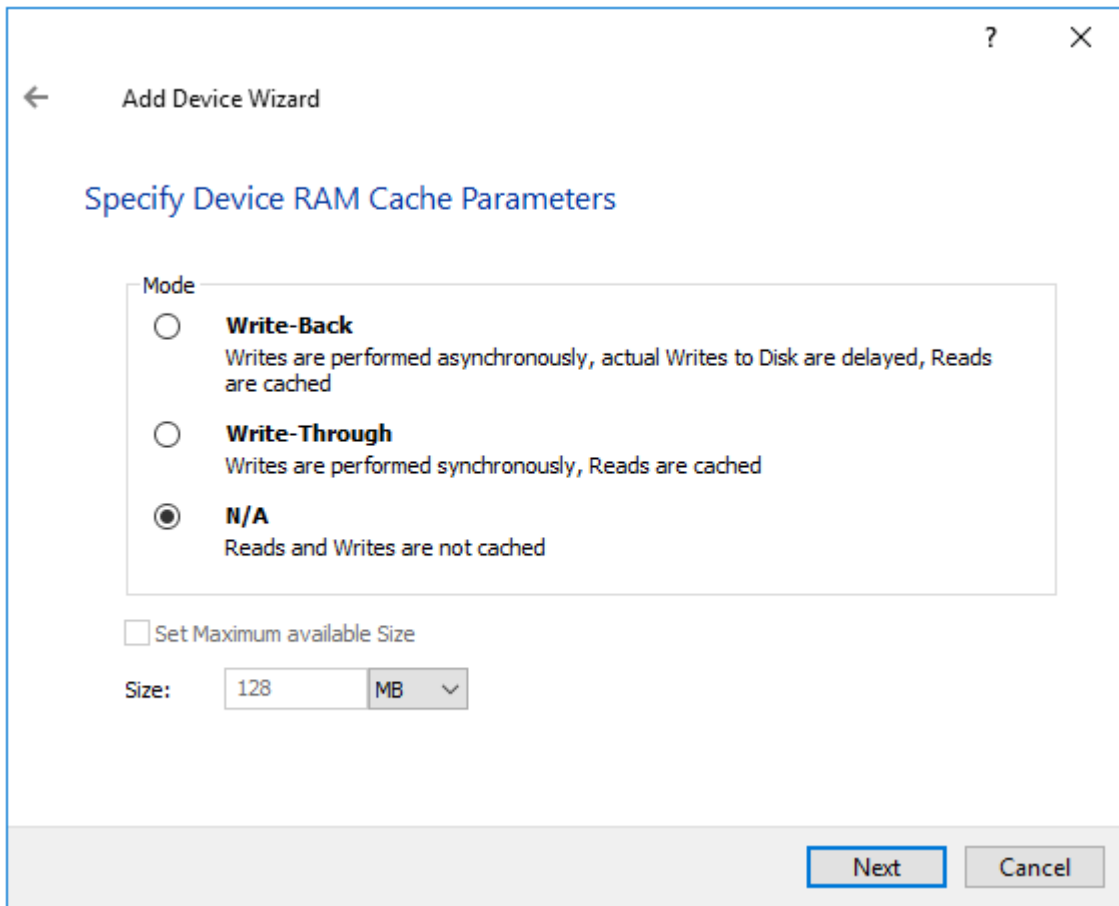 ?
Add Device Wizard
Specify Device RAM Cache Parameters
Mode
Write-Back
Writes are performed asynchronously, actual Writes to Disk are delayed, Reads
are cached
Write-Through
Writes are performed synchronously, Reads are cached
N/A
Reads and Writes are not cached
Set Maximum available Size
Size: 128 MB
Next Cancel